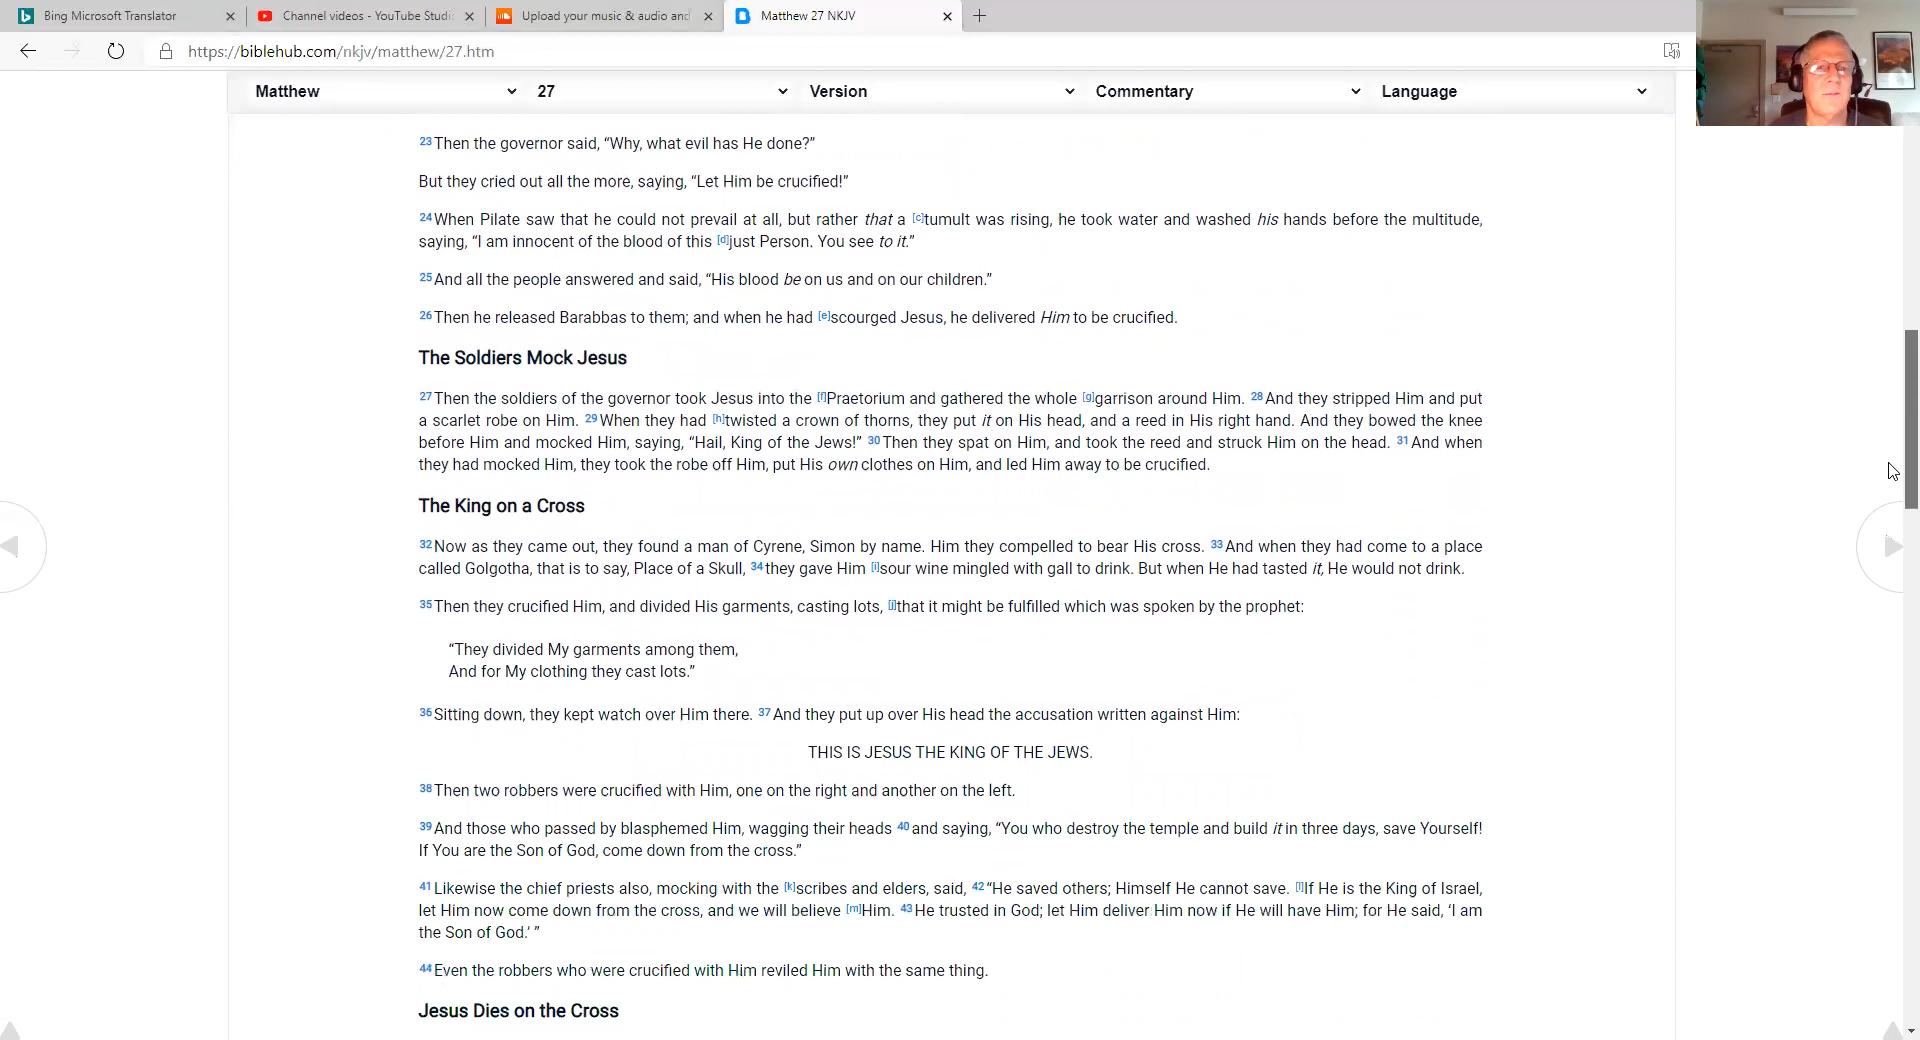 Bing Microsoft Translator
Channel videos - YouTube Studi
Upload your music & audio and
Matthew 27 NKJV
https://biblehub.com/nkjv/matthew/27.htm
Matthew 27 Version Commentary Language
23 Then the governor said, “Why, what evil has He done?”
But they cried out all the more, saying, “Let Him be crucified!”
24 When Pilate saw that he could not prevail at all, but rather that a [c]tumult was rising, he took water and washed his hands before the multitude,
saying, “I am innocent of the blood of this [d]just Person. You see to it.”
25 And all the people answered and said, “His blood be on us and on our children.”
26 Then he released Barabbas to them; and when he had [e]scourged Jesus, he delivered Him to be crucified.
The Soldiers Mock Jesus
27 Then the soldiers of the governor took Jesus into the [f]Praetorium and gathered the whole [g]garrison around Him. 28 And they stripped Him and put
a scarlet robe on Him. 29 When they had [h]twisted a crown of thorns, they put it on His head, and a reed in His right hand. And they bowed the knee
before Him and mocked Him, saying, “Hail, King of the Jews!” 30 Then they spat on Him, and took the reed and struck Him on the head. 31 And when
they had mocked Him, they took the robe off Him, put His own clothes on Him, and led Him away to be crucified.
The King on a Cross
32 Now as they came out, they found a man of Cyrene, Simon by name. Him they compelled to bear His cross. 33 And when they had come to a place
called Golgotha, that is to say, Place of a Skull, 34 they gave Him [i]sour wine mingled with gall to drink. But when He had tasted it, He would not drink.
35 Then they crucified Him, and divided His garments, casting lots, [j]that it might be fulfilled which was spoken by the prophet:
“They divided My garments among them,
And for My clothing they cast lots.”
36 Sitting down, they kept watch over Him there. 37 And they put up over His head the accusation written against Him:
THIS IS JESUS THE KING OF THE JEWS.
38 Then two robbers were crucified with Him, one on the right and another on the left.
39 And those who passed by blasphemed Him, wagging their heads 40 and saying, “You who destroy the temple and build it in three days, save Yourself!
If You are the Son of God, come down from the cross.”
41 Likewise the chief priests also, mocking with the [k]scribes and elders, said, 42 “He saved others; Himself He cannot save. [l]If He is the King of Israel,
let Him now come down from the cross, and we will believe [m]Him. 43 He trusted in God; let Him deliver Him now if He will have Him; for He said, ‘I am
the Son of God.’ ”
44 Even the robbers who were crucified with Him reviled Him with the same thing.
Jesus Dies on the Cross